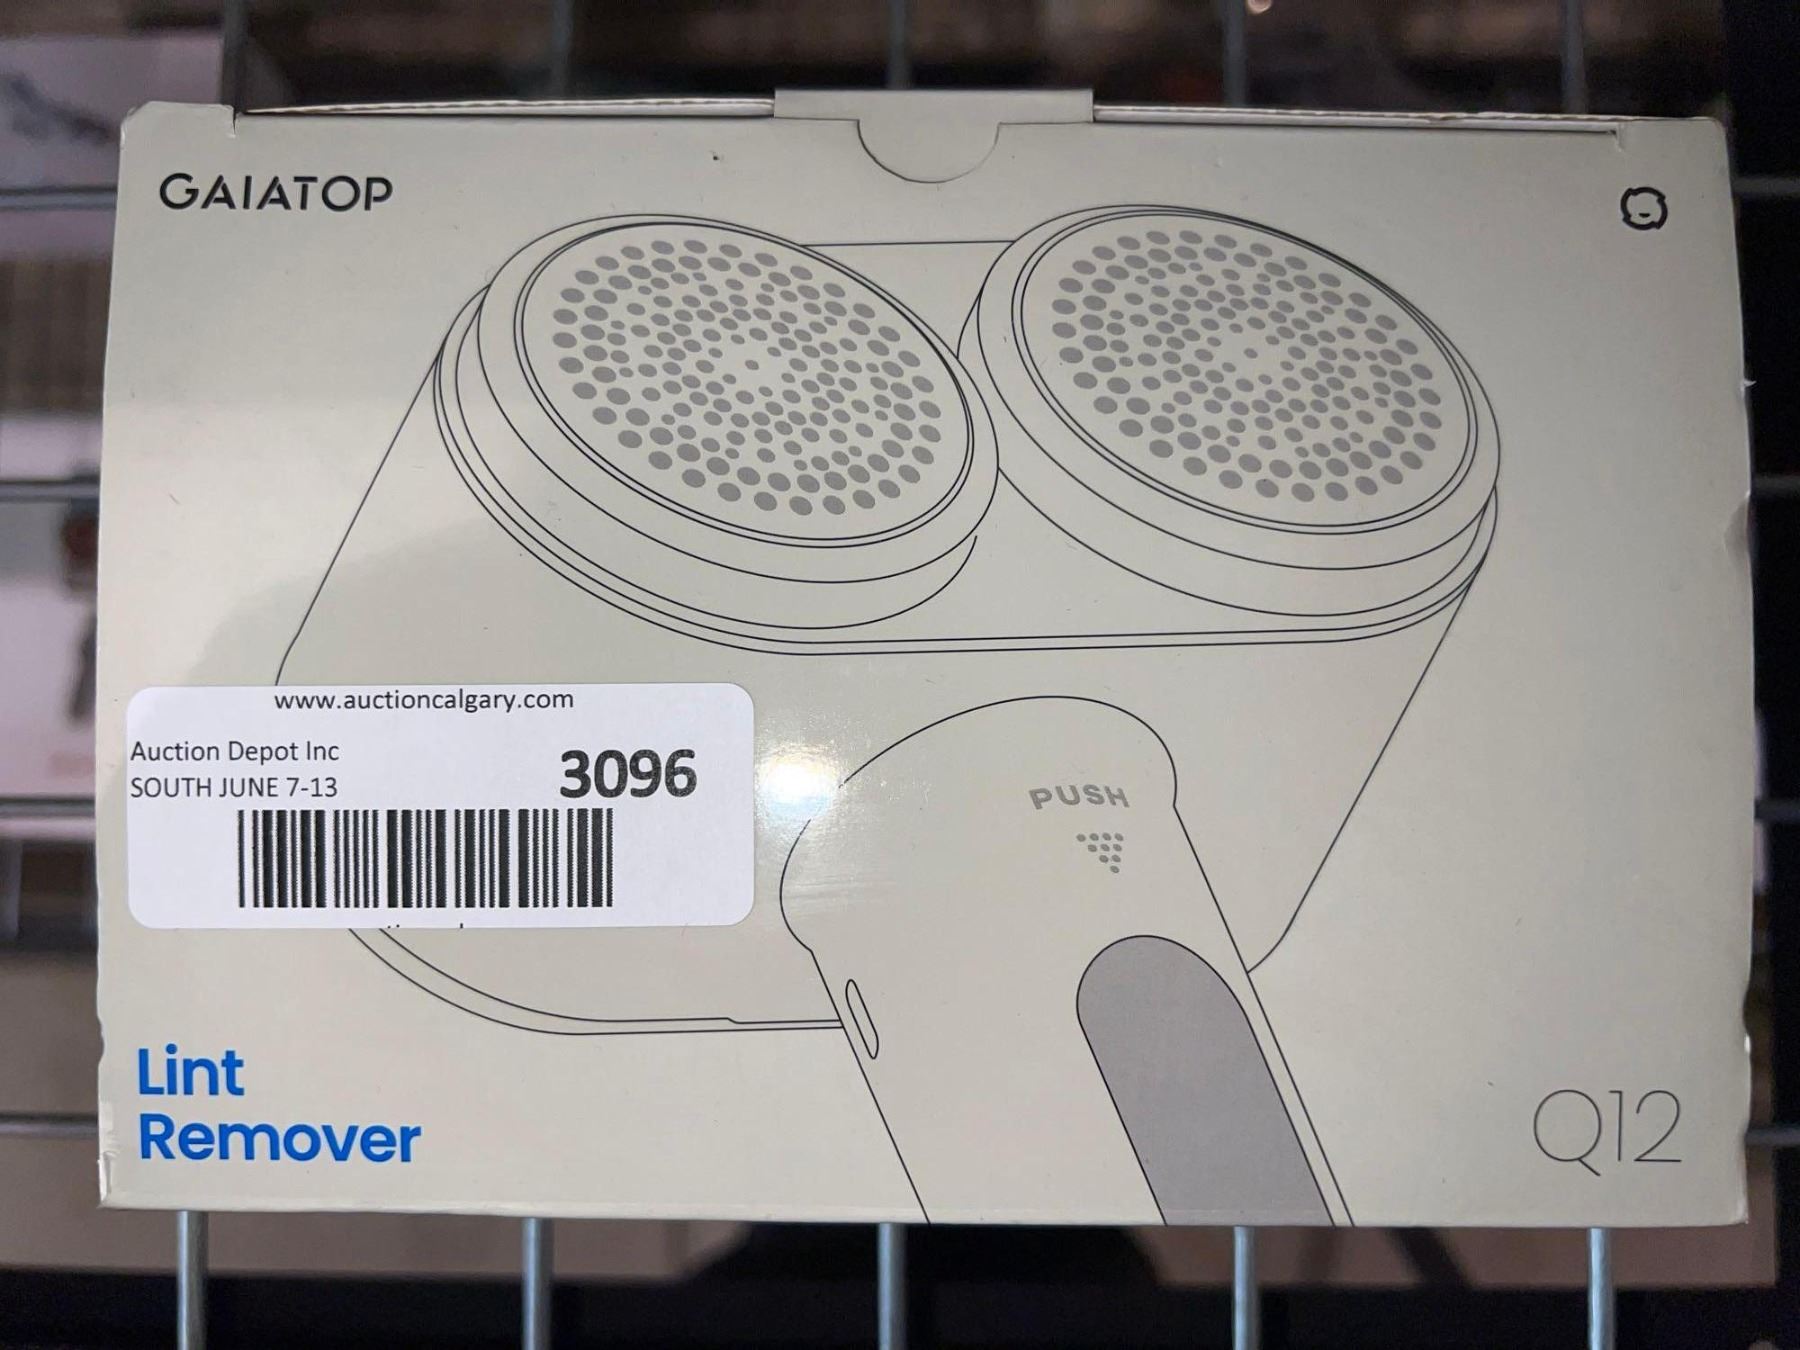 GAIATOP
www.auctioncalgary.com
Auction Depot Inc
SOUTH JUNE 7-13
3096
PUSH
Lint
Remover
Q12